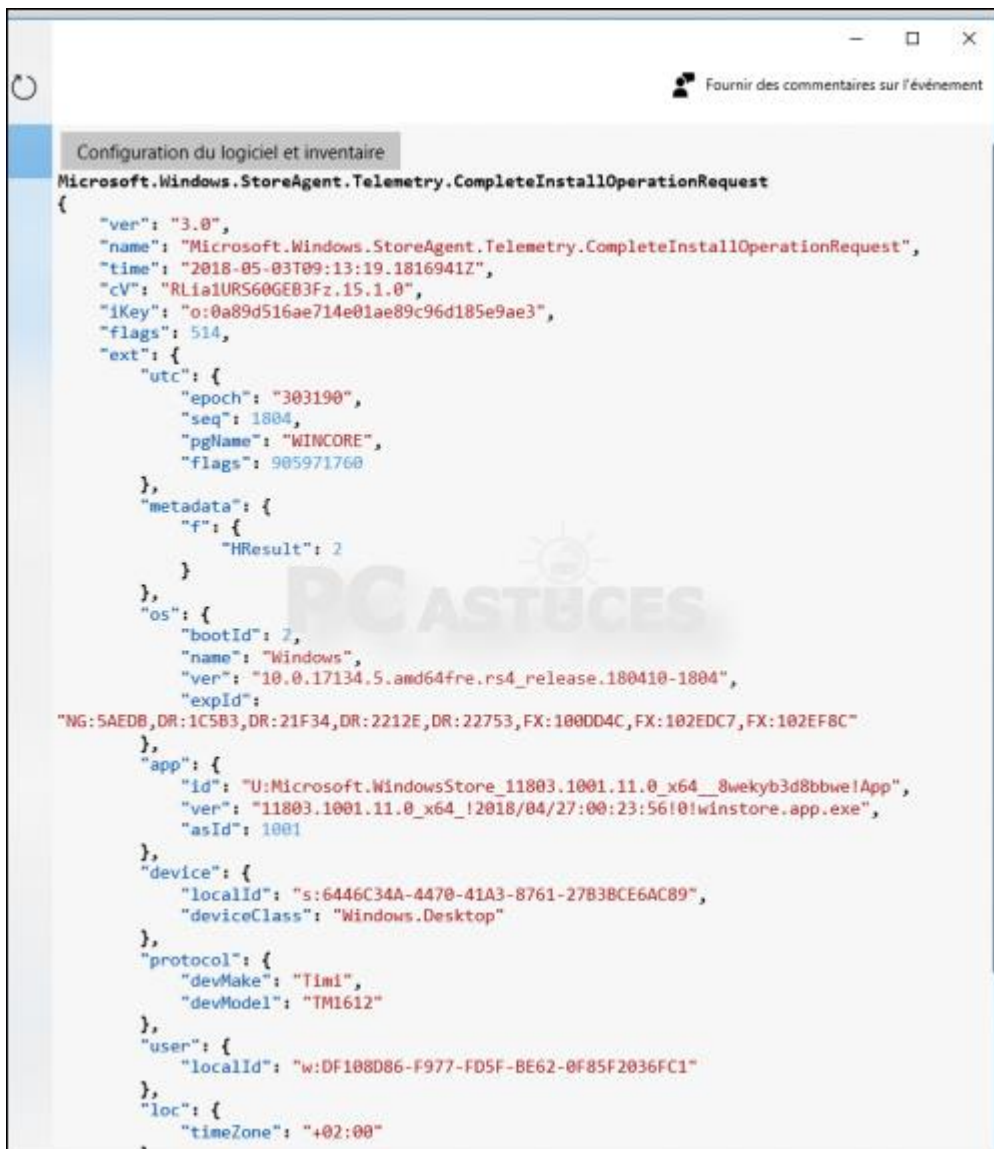 Fournir des commentaires sur l'événement
Configuration du logiciel et inventaire
Microsoft.Windows.StoreAgent.Telemetry.CompleteInstallOperationRequest
{
"ver": "3.0",
"name": "Microsoft.Windows.StoreAgent.Telemetry.CompleteInstallOperationRequest",
"time": "2018-05-03T09:13:19.1816941Z",
"cV": "RLia1URS60GEB3Fz.15.1.0",
"iKey": "o:0a89d516ae714e01ae89c96d185e9ae3",
"flags": 514,
"ext": {
"utc": {
"epoch": "303190",
"seq": 1804,
"pgName": "WINCORE",
"flags": 905971760
},
"metadata": {
"f": {
"HResult": 2
}
},
PC ASTUCES
"os": {
"bootId": 2,
"name": "Windows",
"ver": "10.0.17134.5.amd64fre.rs4_release.180410-1804",
"expId":
"NG:5AEDB,DR:1C5B3,DR:21F34,DR:2212E,DR:22753,FX:100DD4C,FX:102EDC7,FX:102EF8C"
},
"app": {
"id": "U:Microsoft.WindowsStore_11803.1001.11.0_x64__8wekyb3d8bbwe!App",
"ver": "11803.1001.11.0_x64_!2018/04/27:00:23:56!0!winstore.app.exe",
"asId": 1001
},
"device": {
"localId": "s:6446C34A-4470-41A3-8761-27B3BCE6AC89",
"deviceClass": "Windows.Desktop"
},
"protocol": {
"devMake": "Timi",
"devModel": "TM1612"
},
"user": {
"localId": "w:DF108D86-F977-FD5F-BE62-0F85F2036FC1"
},
"loc": {
"timeZone": "+02:00"